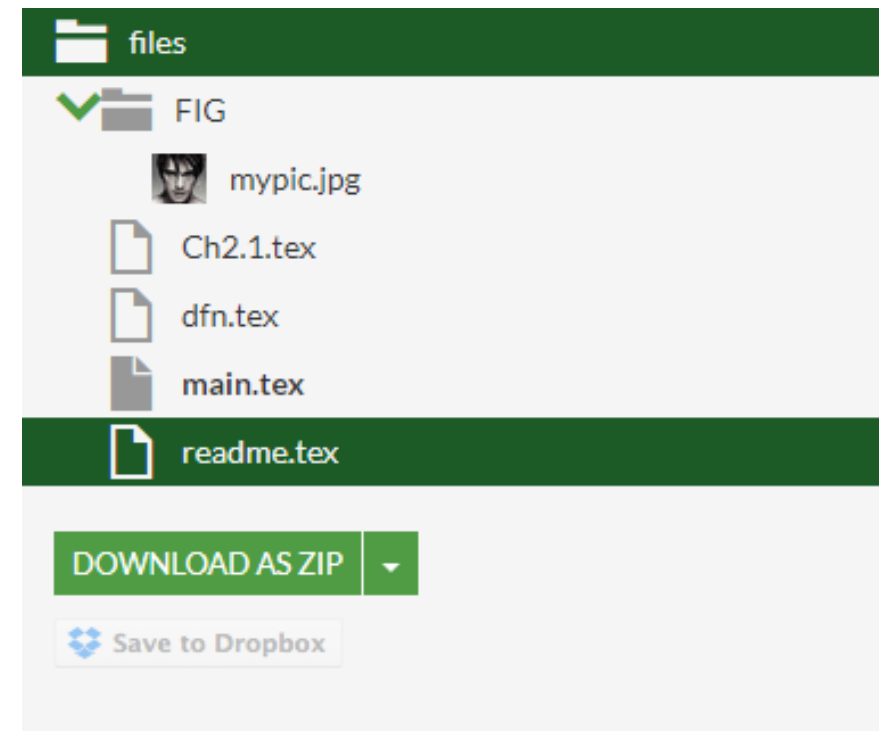 files
FIG
mypic.jpg
Ch2.1.tex
dfn.tex
main.tex
readme.tex
DOWNLOAD AS ZIP
Save to Dropbox